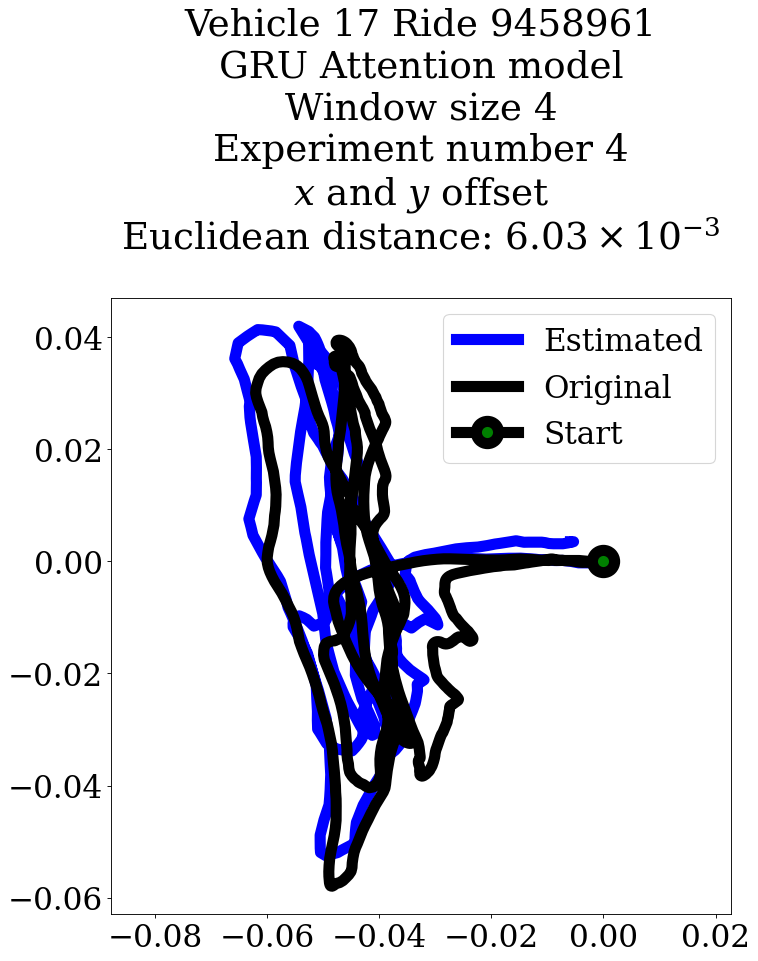 Vehicle 17 Ride 9458961
GRU Attention model
Window size 4
Experiment number 4
x and y offset
Euclidean distance: 6.03 × 10⁻³
Estimated
Original
Start
0.04
0.02
0.00
−0.02
−0.04
−0.06
−0.08 −0.06 −0.04 −0.02 0.00 0.02